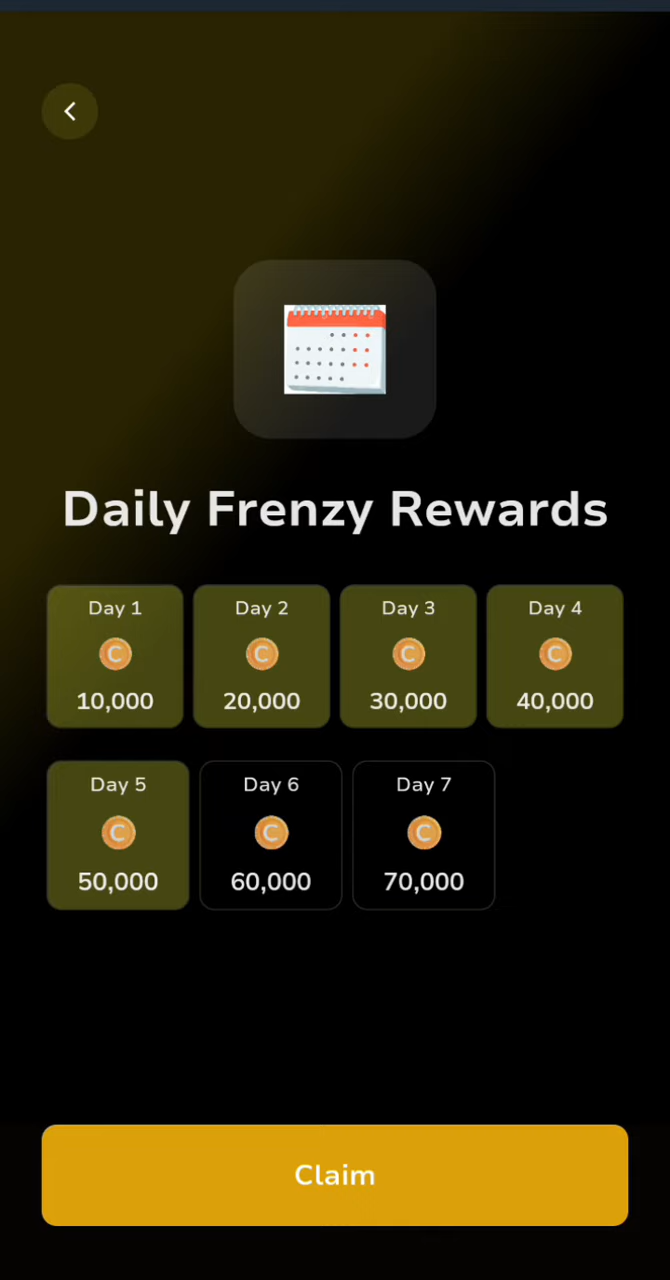 Daily Frenzy Rewards
Day 1 Day 2 Day 3 Day 4
C C C C
10,000 20,000 30,000 40,000
Day 5 Day 6 Day 7
C C C
50,000 60,000 70,000
Claim